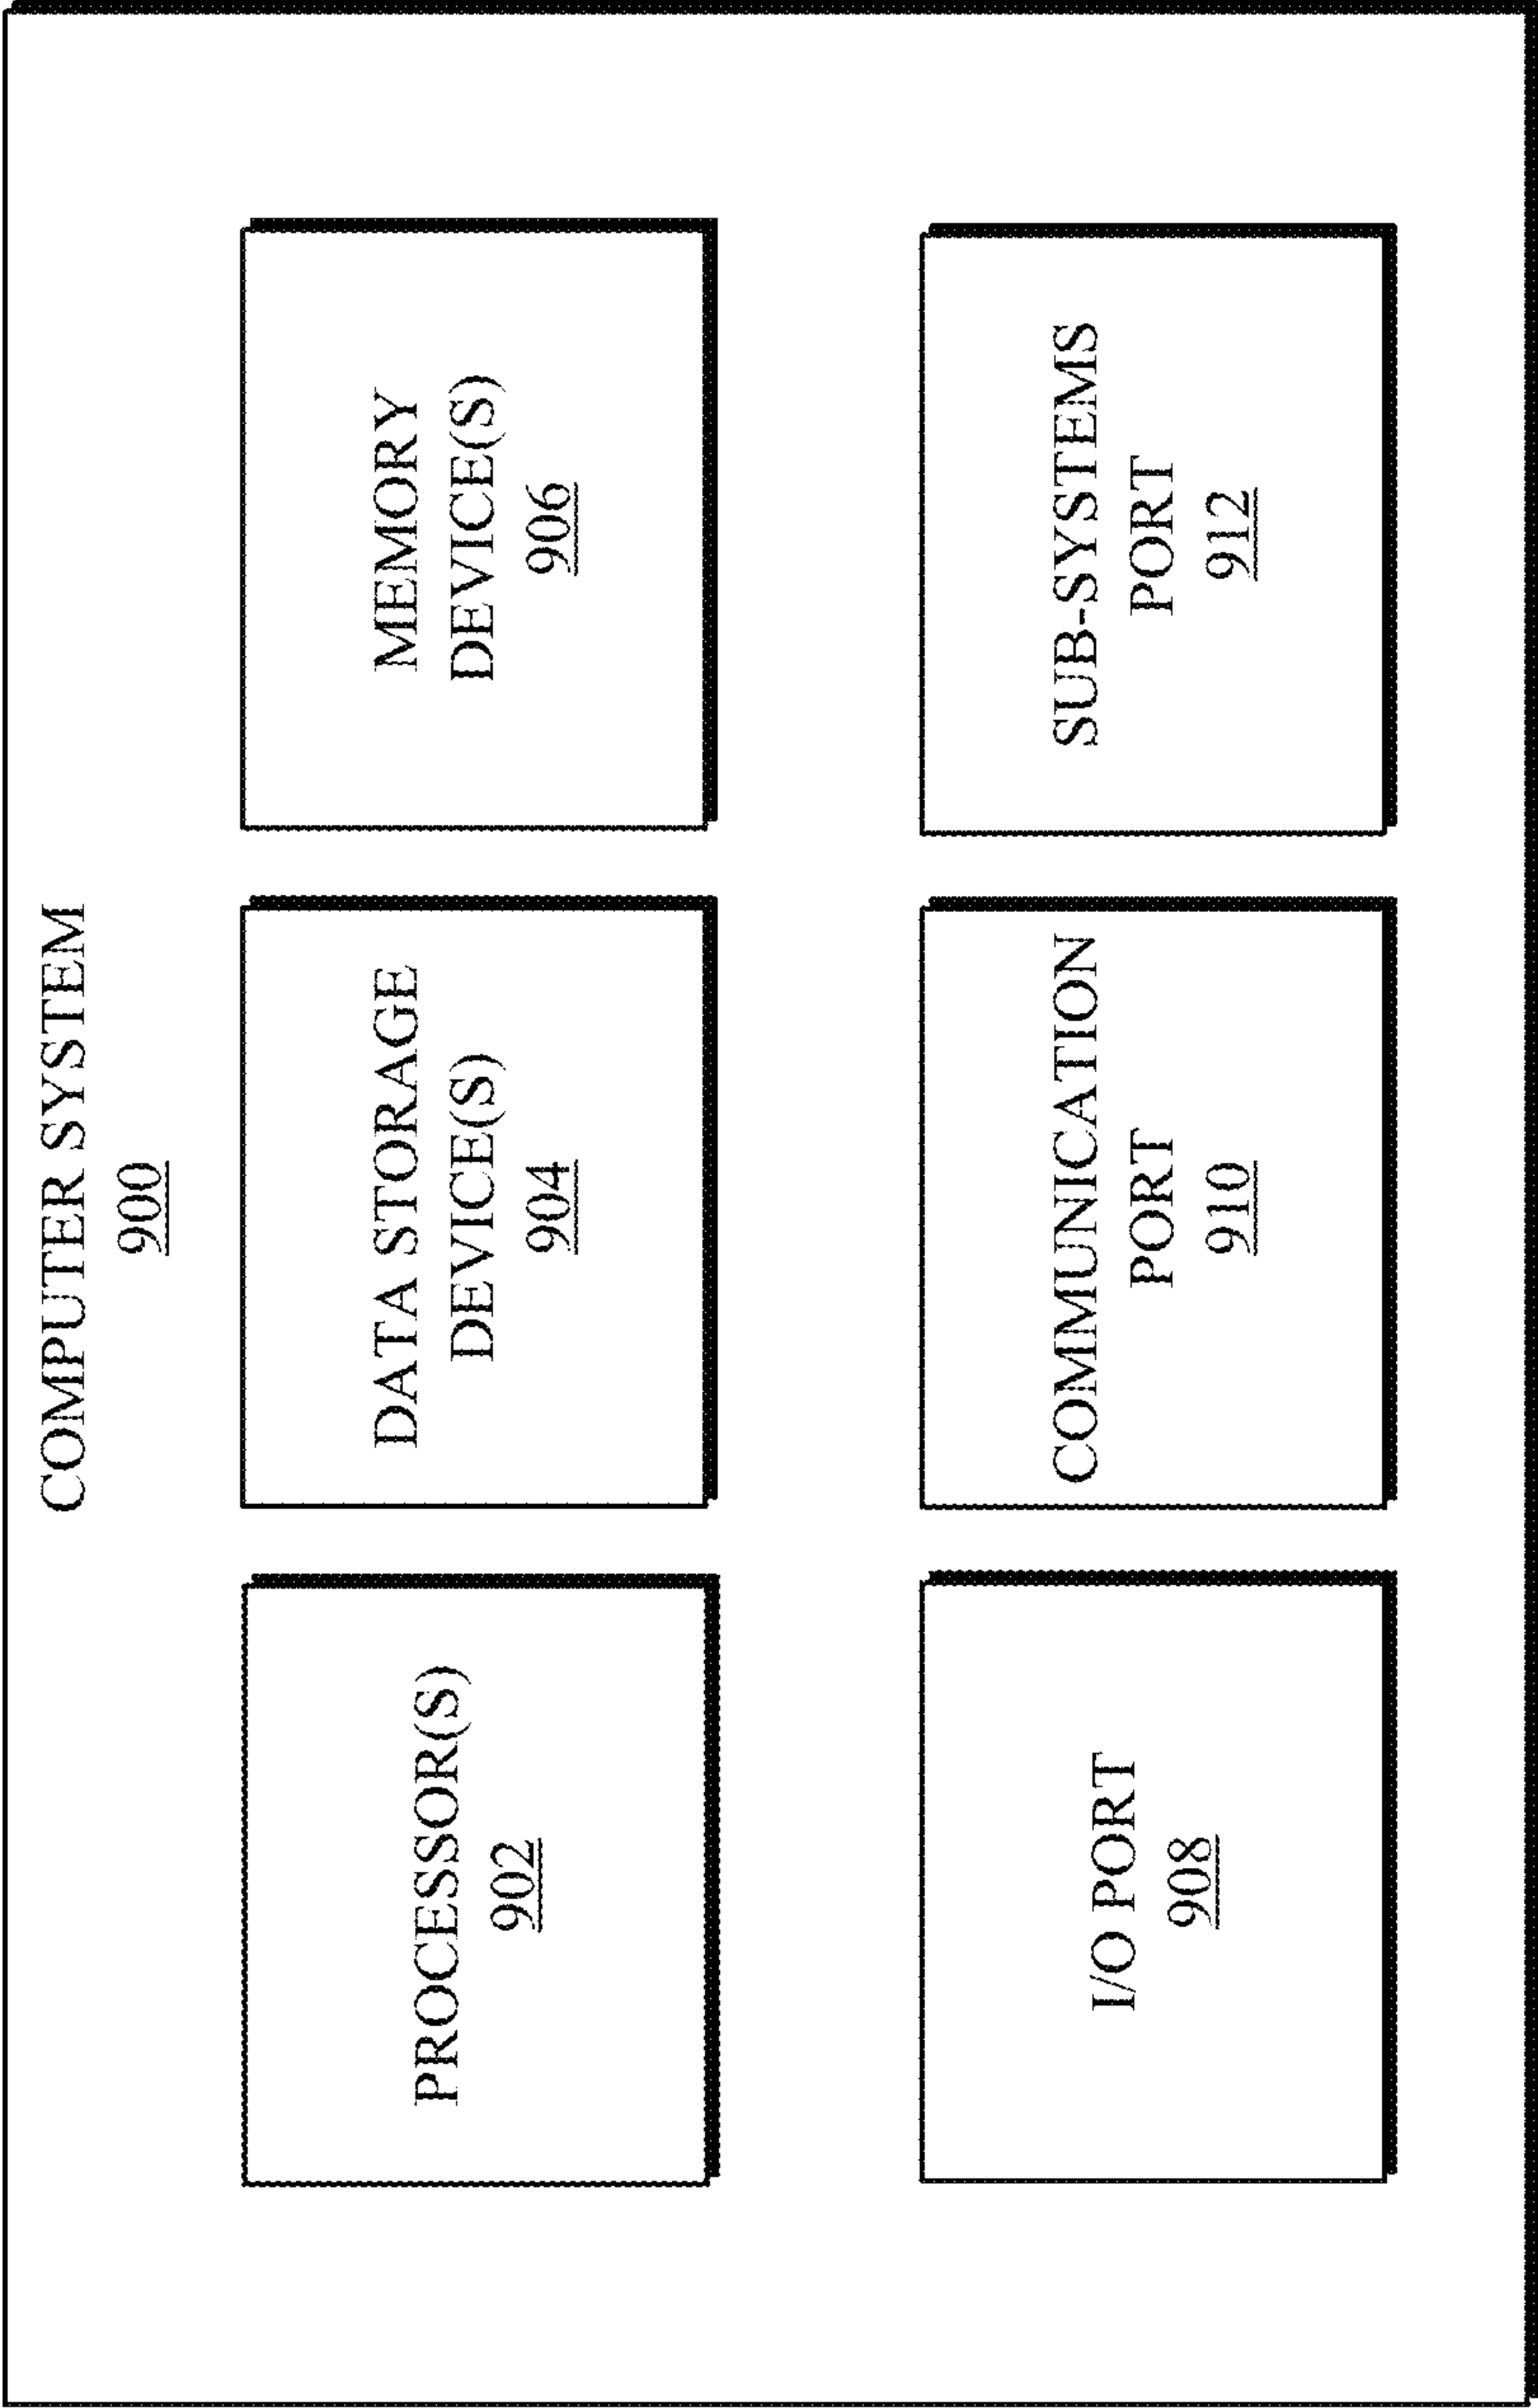 COMPUTER SYSTEM
900
PROCESSOR(S)
902
DATA STORAGE
DEVICE(S)
904
MEMORY
DEVICE(S)
906
I/O PORT
908
COMMUNICATION
PORT
910
SUB-SYSTEMS
PORT
912